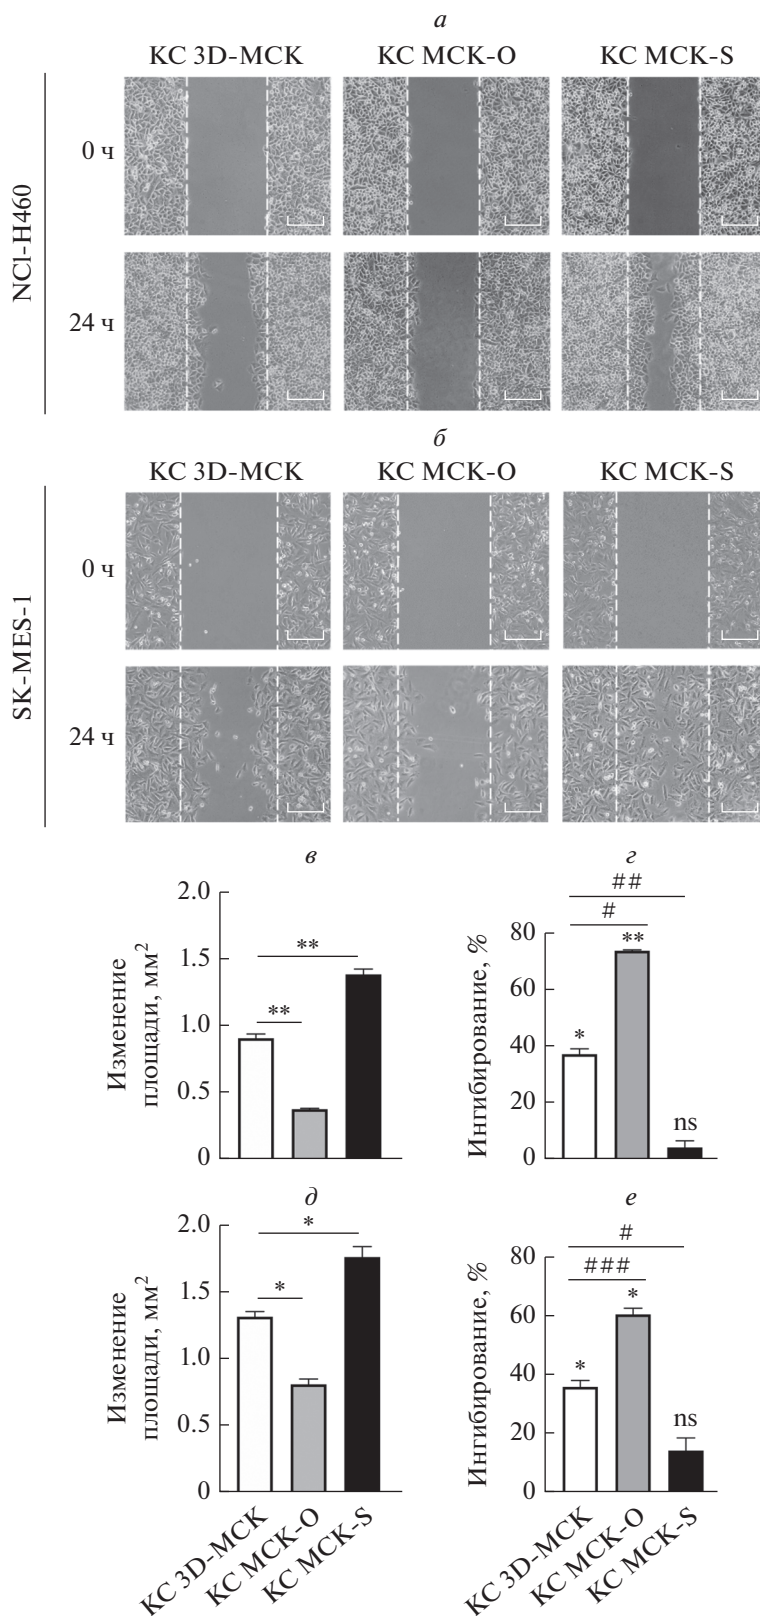 а
КС 3D-МСК КС МСК-О КС МСК-S
NCl-H460
0 ч
24 ч
б
КС 3D-МСК КС МСК-О КС МСК-S
SK-MES-1
0 ч
24 ч
в
Изменение
площади, мм²
2.0
1.5
1.0
0.5
0
**
**
г
Ингибирование, %
80
60
40
20
0
##
#
*
**
ns
д
Изменение
площади, мм²
2.0
1.5
1.0
0.5
0
*
*
КС 3D-МСК
КС МСК-О
КС МСК-S
е
Ингибирование, %
80
60
40
20
0
#
###
*
*
ns
КС 3D-МСК
КС МСК-О
КС МСК-S